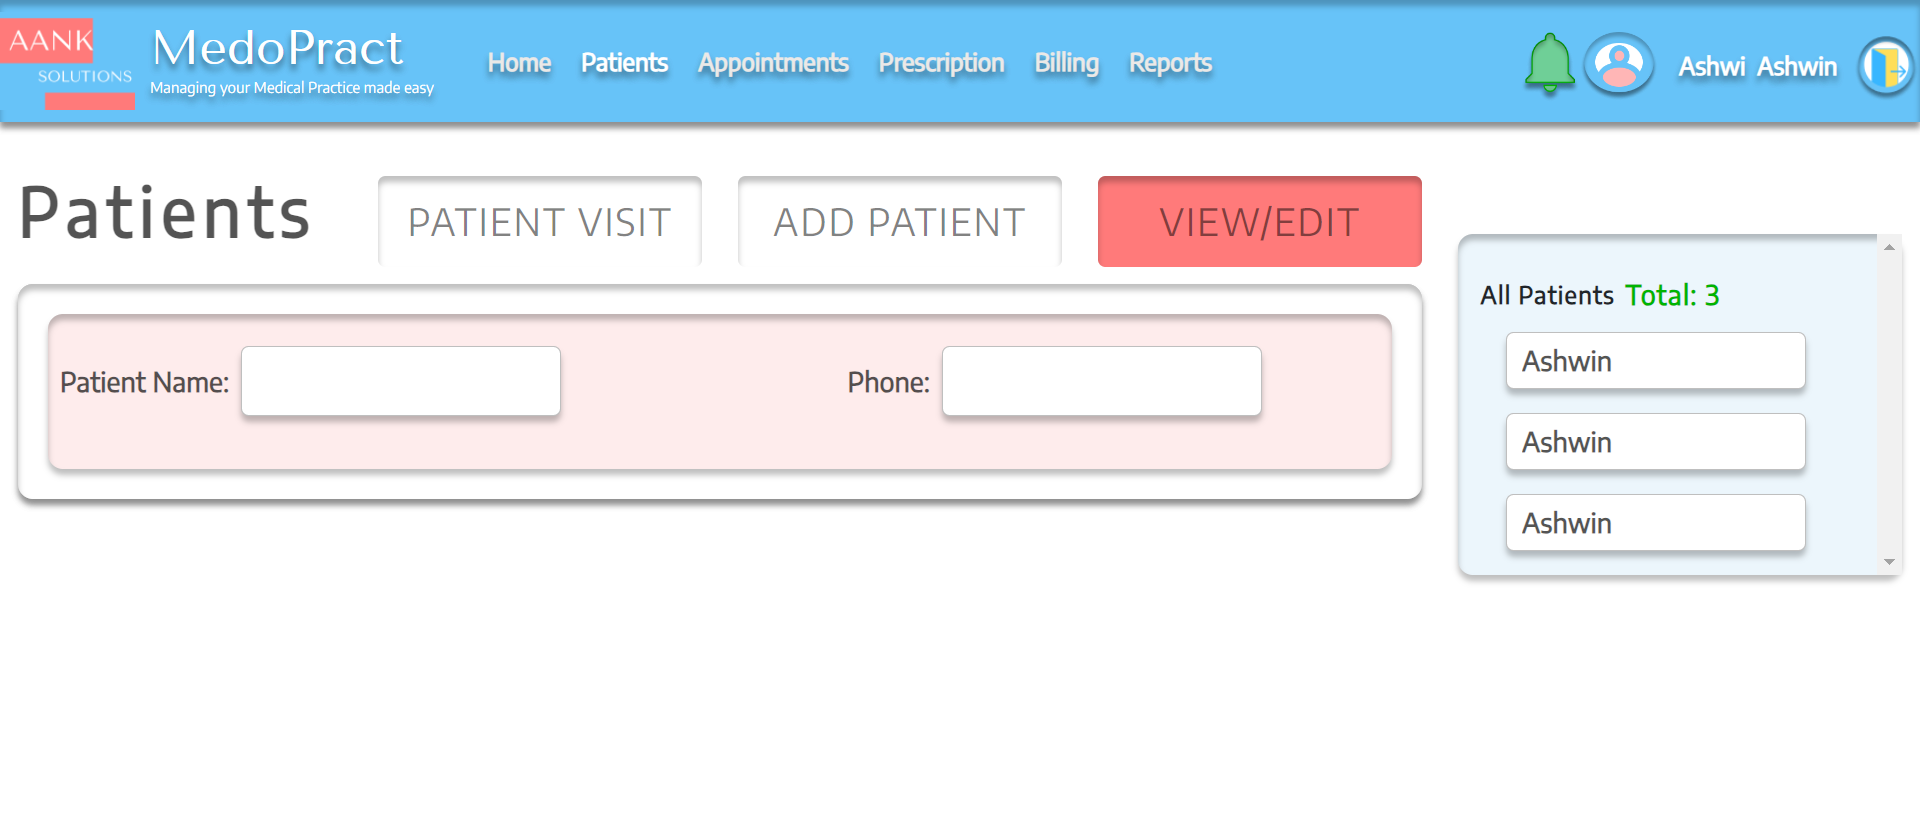 AANK
SOLUTIONS
MedoPract
Managing your Medical Practice made easy
Home Patients Appointments Prescription Billing Reports
Ashwi Ashwin
Patients
PATIENT VISIT
ADD PATIENT
VIEW/EDIT
Patient Name:
Phone:
All Patients Total: 3
Ashwin
Ashwin
Ashwin